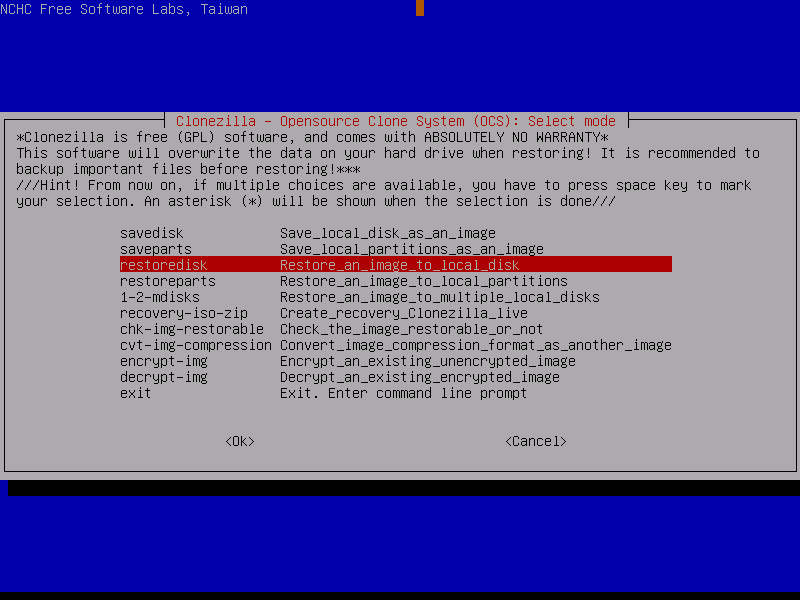 NCHC Free Software Labs, Taiwan
Clonezilla - Opensource Clone System (OCS): Select mode
*Clonezilla is free (GPL) software, and comes with ABSOLUTELY NO WARRANTY*
This software will overwrite the data on your hard drive when restoring! It is recommended to
backup important files before restoring!***
///Hint! From now on, if multiple choices are available, you have to press space key to mark
your selection. An asterisk (*) will be shown when the selection is done///
savedisk Save_local_disk_as_an_image
saveparts Save_local_partitions_as_an_image
restoredisk Restore_an_image_to_local_disk
restoreparts Restore_an_image_to_local_partitions
1-2-mdisks Restore_an_image_to_multiple_local_disks
recovery-iso-zip Create_recovery_Clonezilla_live
chk-img-restorable Check_the_image_restorable_or_not
cvt-img-compression Convert_image_compression_format_as_another_image
encrypt-img Encrypt_an_existing_unencrypted_image
decrypt-img Decrypt_an_existing_encrypted_image
exit Exit. Enter command line prompt
<Ok> <Cancel>